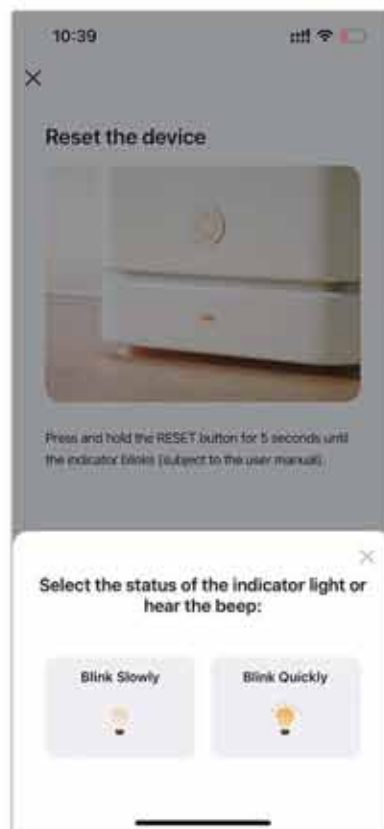 10:39
Reset the device
Press and hold the RESET button for 5 seconds until
the indicator blinks (subject to the user manual).
Select the status of the indicator light or
hear the beep:
Blink Slowly
Blink Quickly